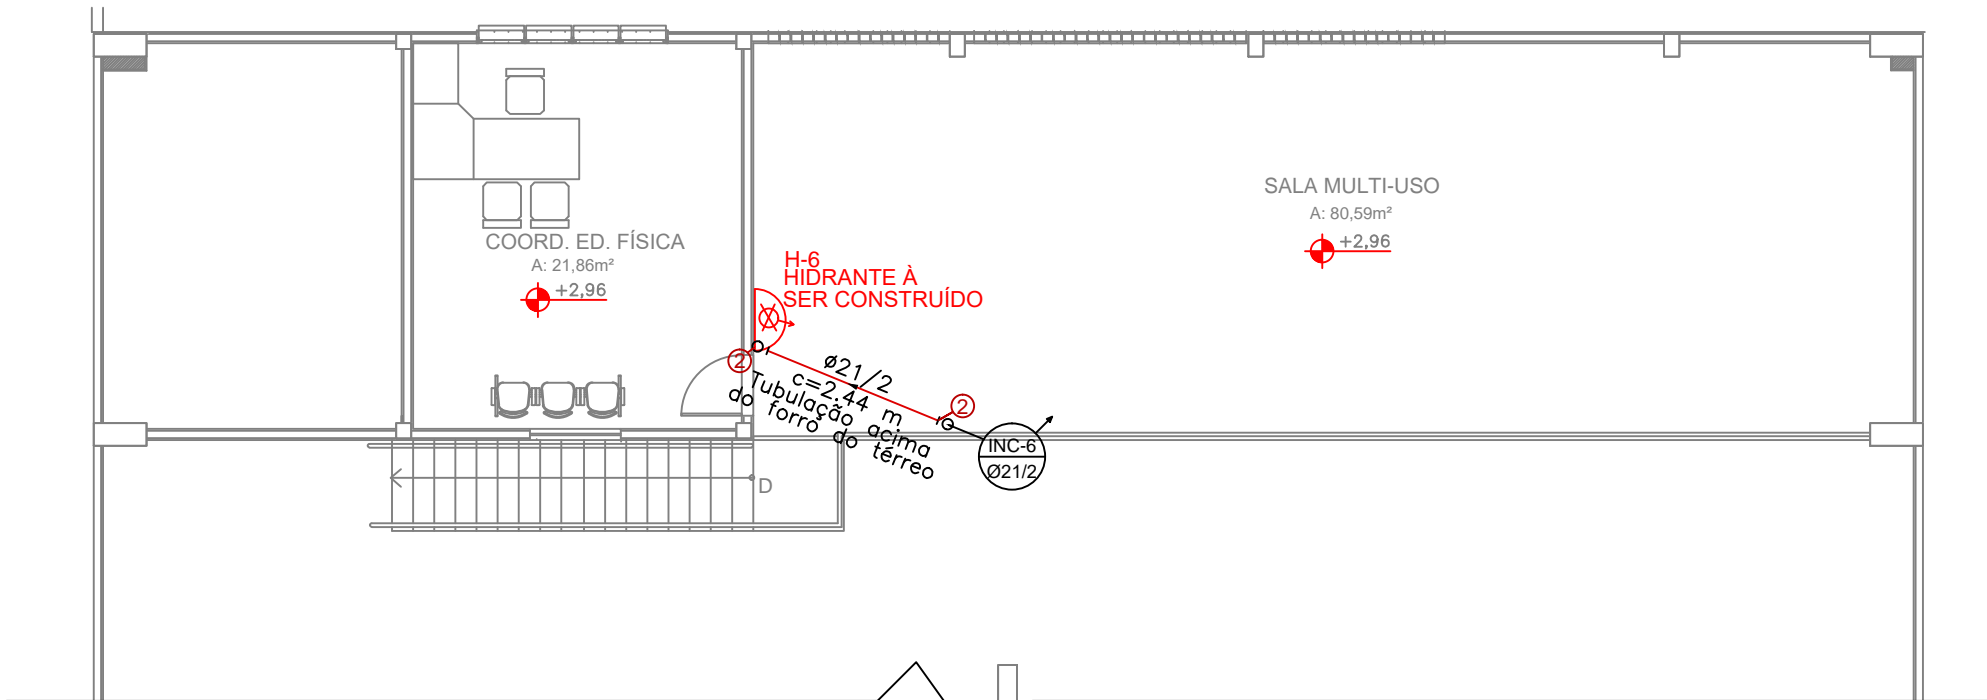 SALA MULTI-USO
A: 80,59m²
+2,96
COORD. ED. FÍSICA
A: 21,86m²
+2,96
H-6
HIDRANTE À
SER CONSTRUÍDO
2
ø21/2
c=2.44 m
Tubulação acima
do forro do térreo
2
INC-6
Ø21/2
D